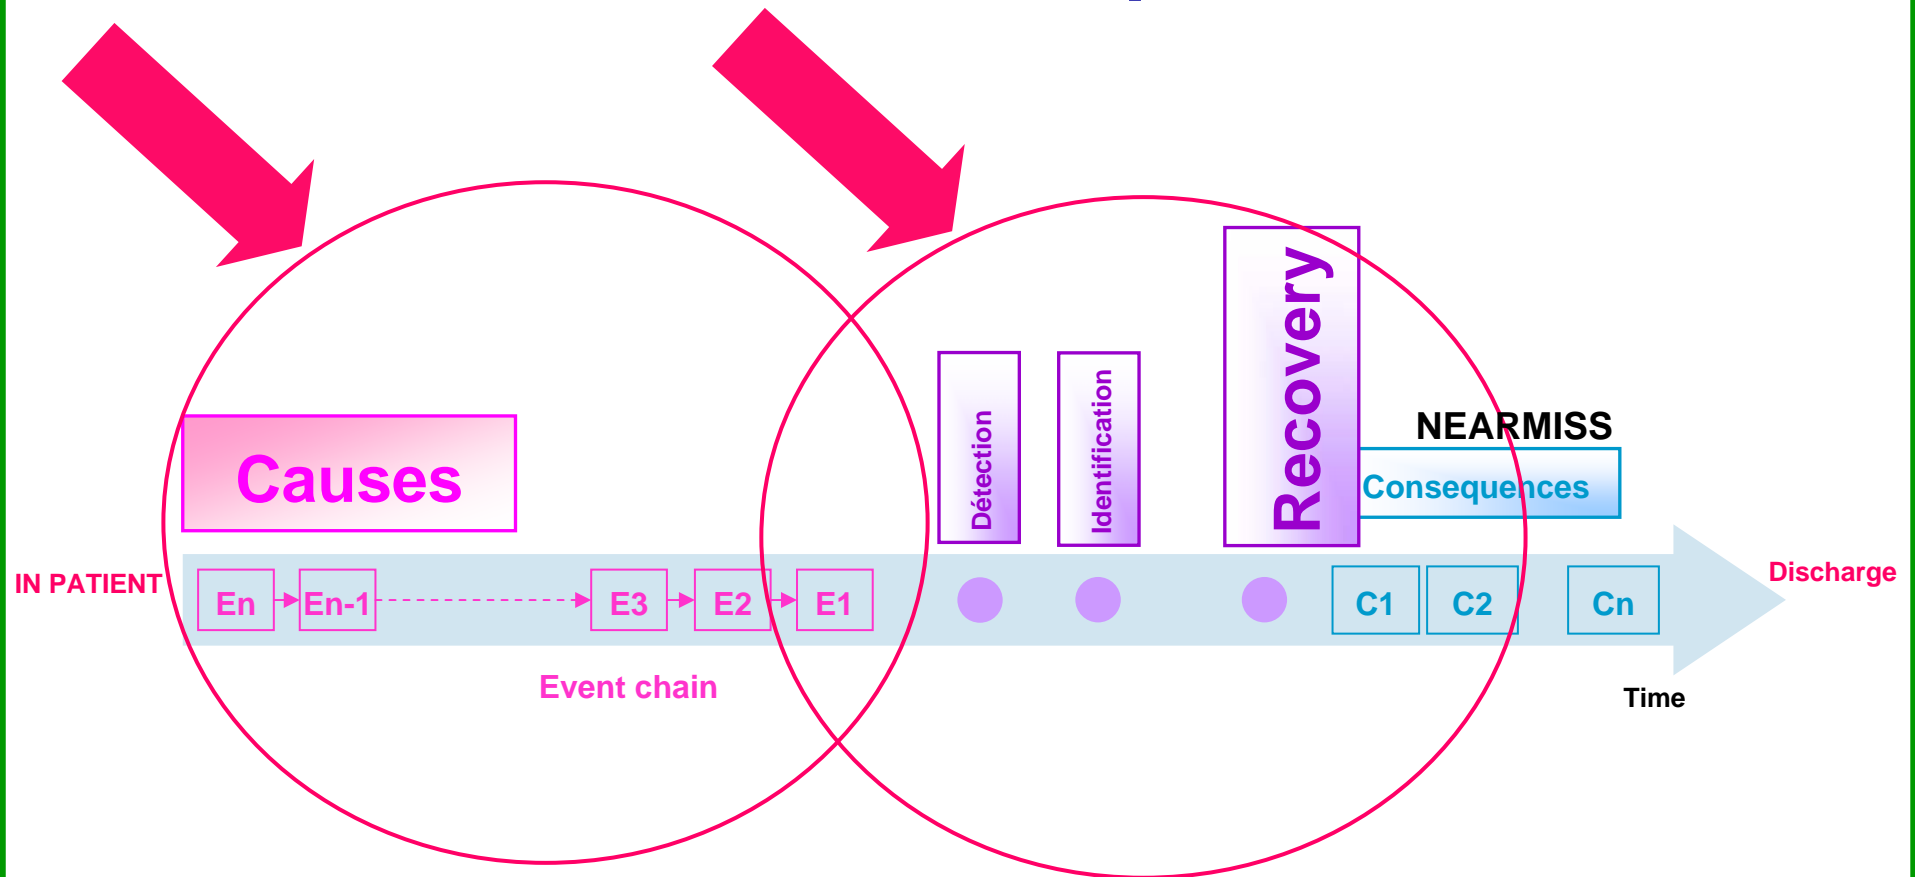 Recovery
Détection
Identification
NEARMISS
Causes
Consequences
IN PATIENT
En
En-1
E3
E2
E1
C1
C2
Cn
Discharge
Event chain
Time